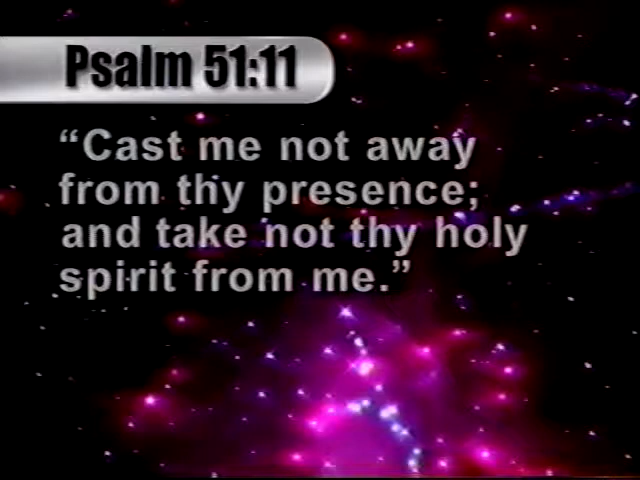 Psalm 51:11
“Cast me not away
from thy presence;
and take not thy holy
spirit from me.”